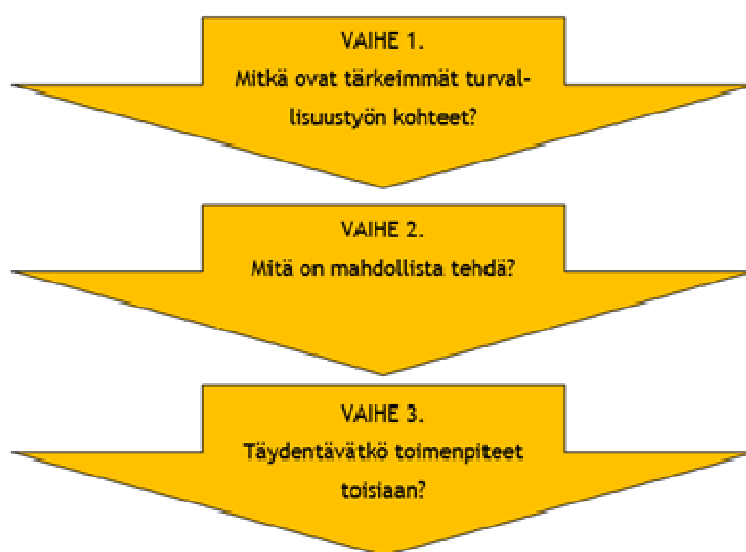 VAIHE 1.
Mitkä ovat tärkeimmät turval-
lisuustyön kohteet?
VAIHE 2.
Mitä on mahdollista tehdä?
VAIHE 3.
Täydentävätkö toimenpiteet
toisiaan?